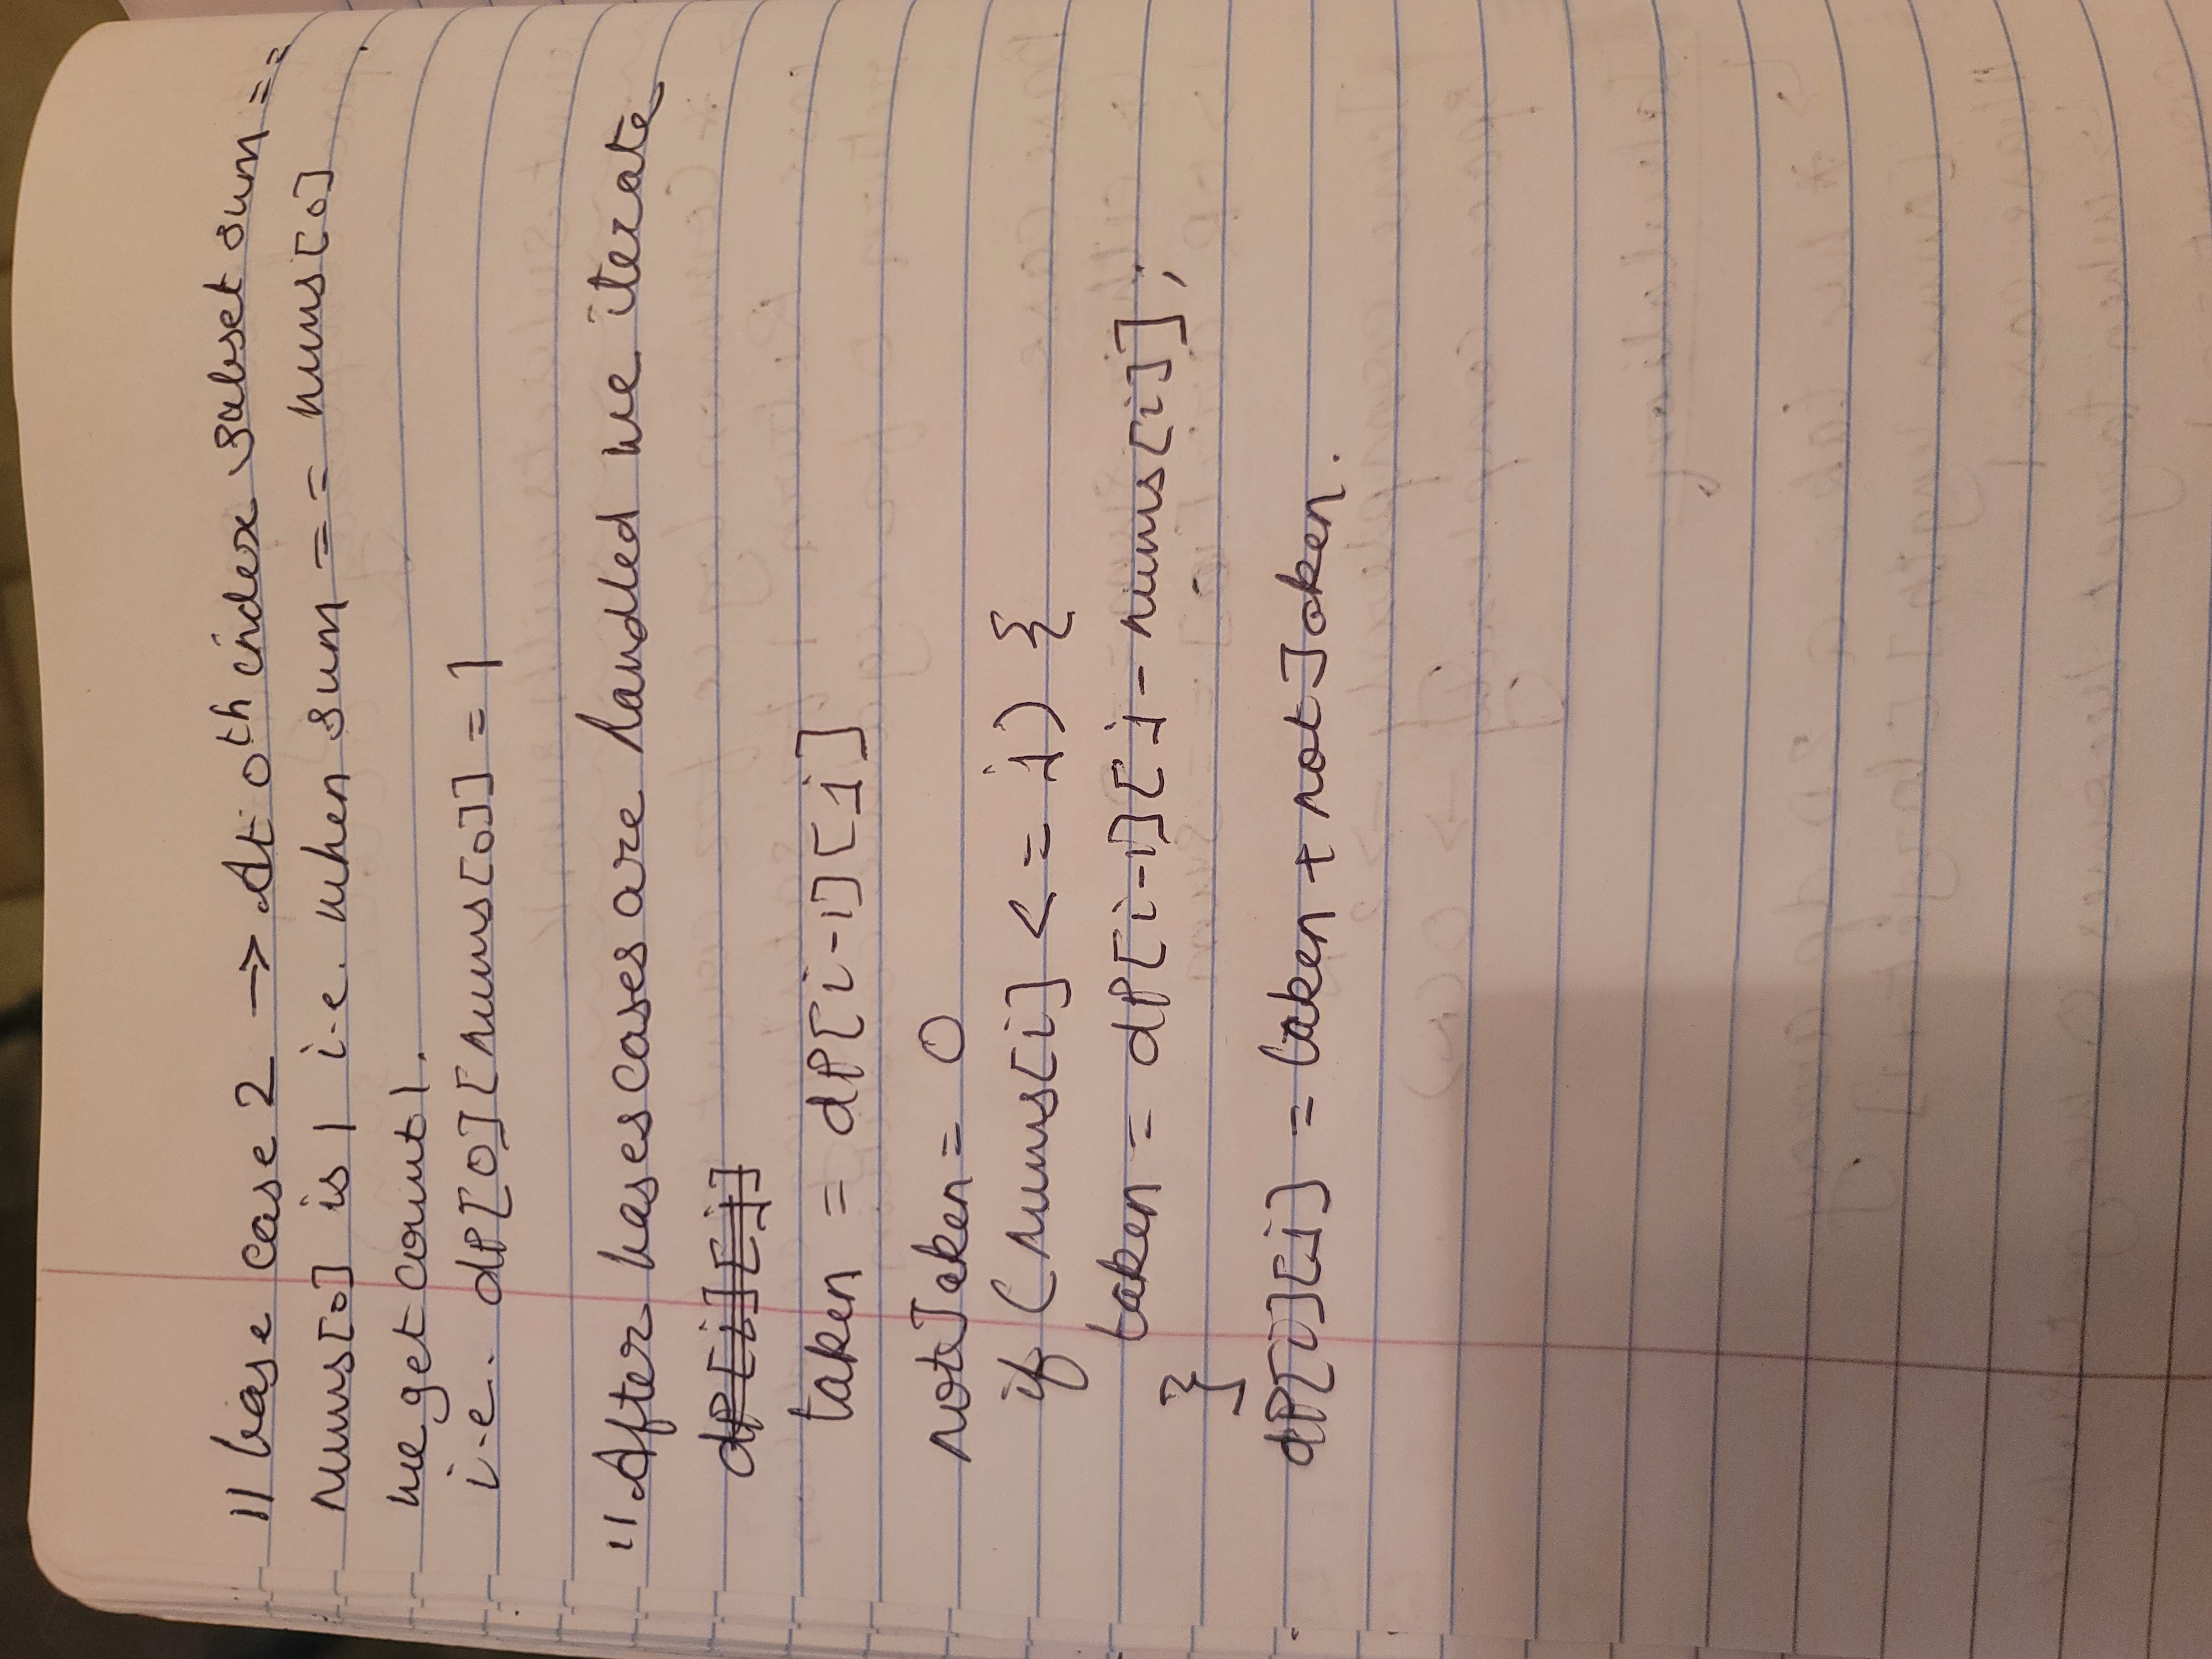 // base case 2 → At 0th index subset sum ==
nums[0] is 1 i.e. when sum == nums[0]
we get count 1.
i.e. dp[0][nums[0]] = 1
// After bases cases are handled we iterate
dp[i][j]
taken = dp[i-1][j]
notTaken = 0
if (nums[i] <= j) {
taken = dp[i-1][j - nums[i]];
}
dp[i][j] = taken + notTaken.